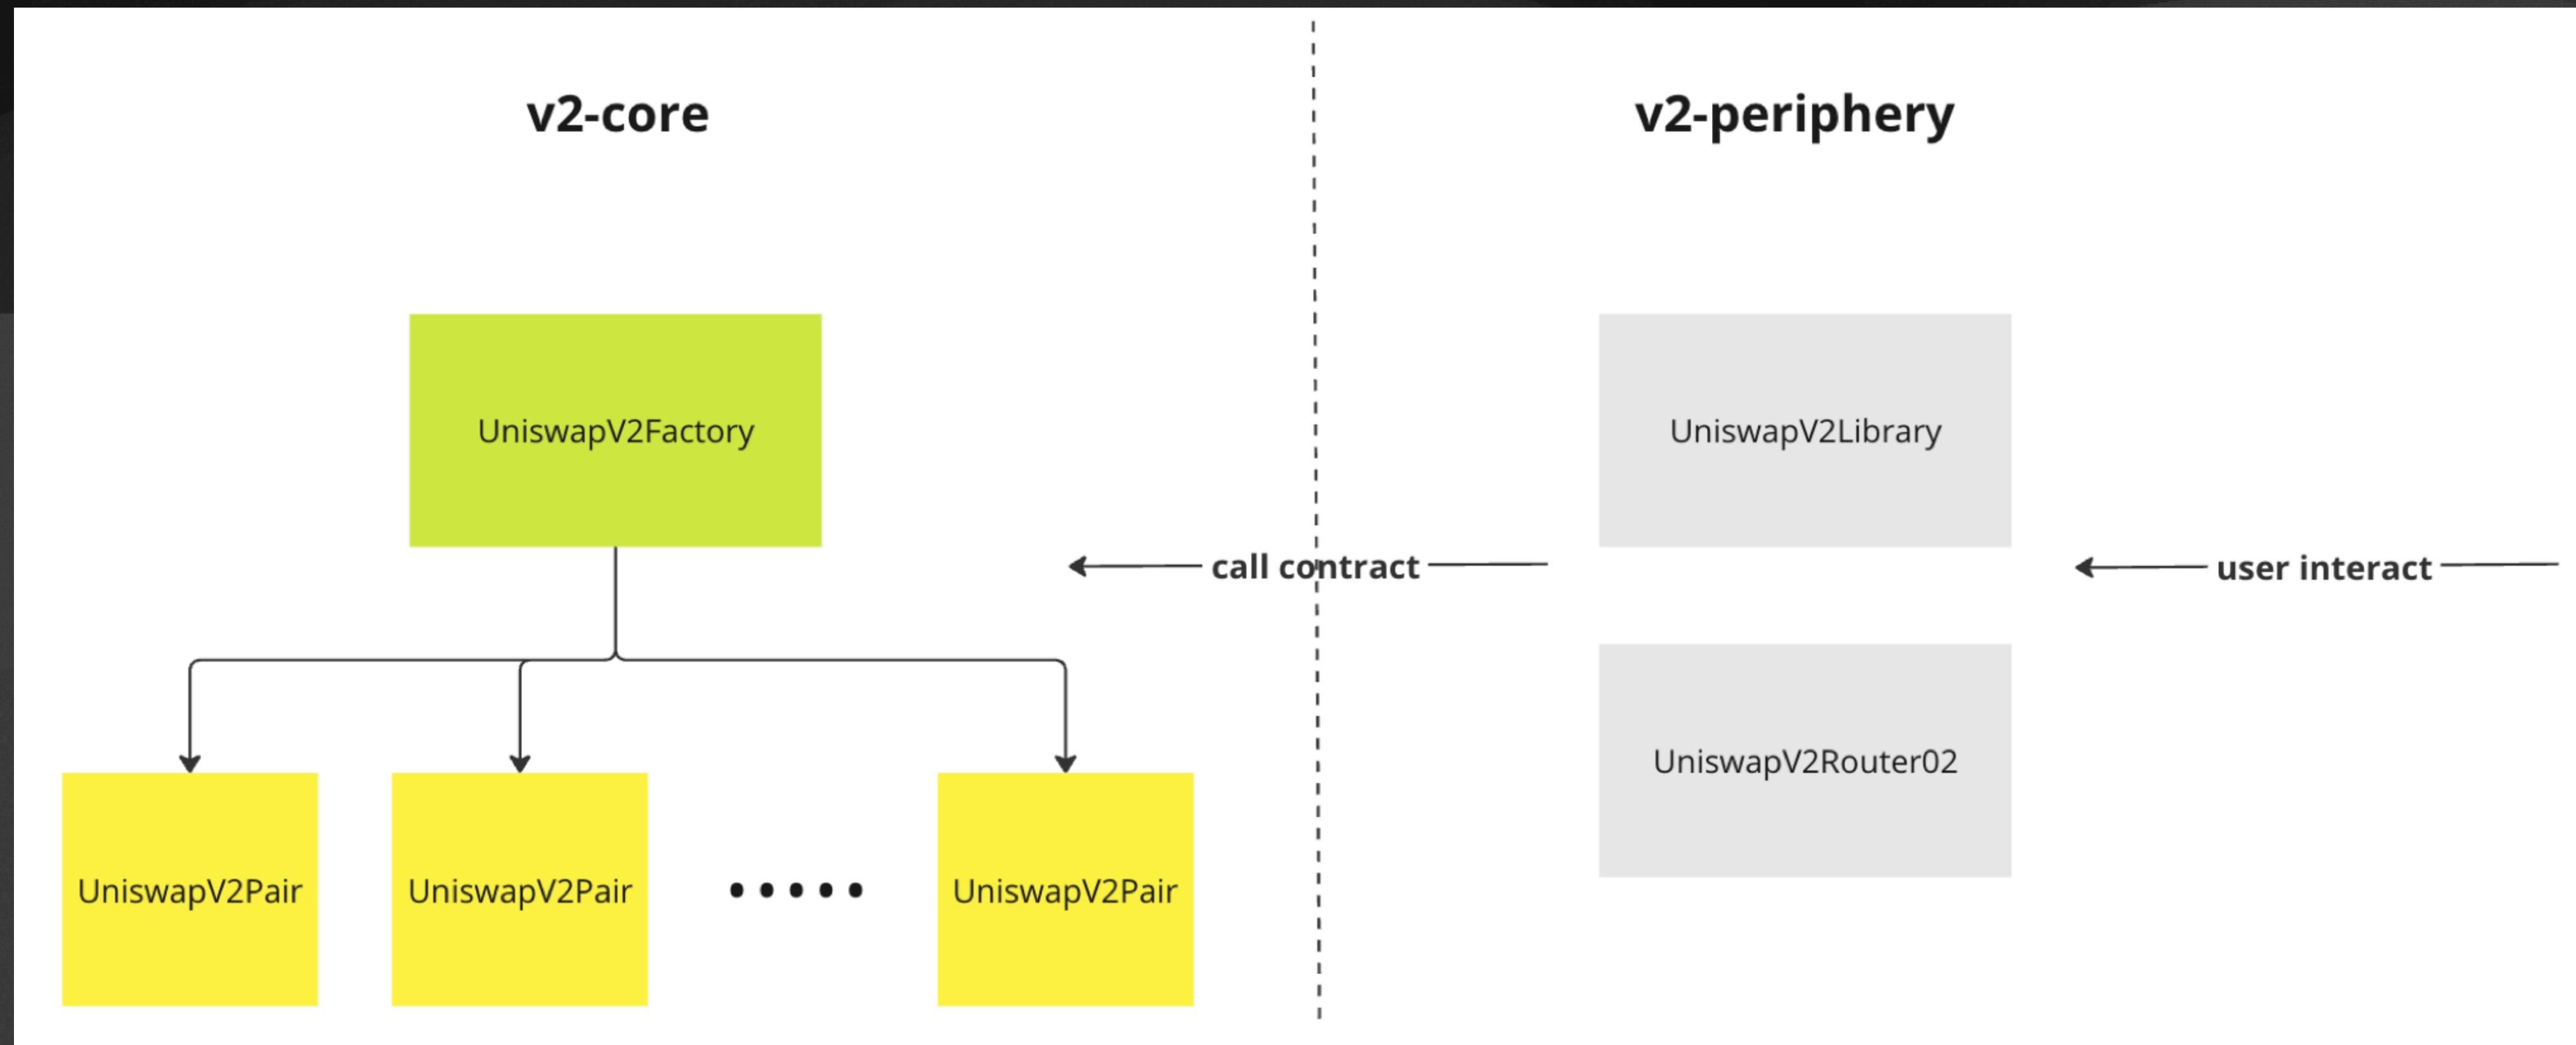 v2-core
v2-periphery
UniswapV2Factory
UniswapV2Library
call contract
user interact
UniswapV2Router02
UniswapV2Pair
UniswapV2Pair
UniswapV2Pair